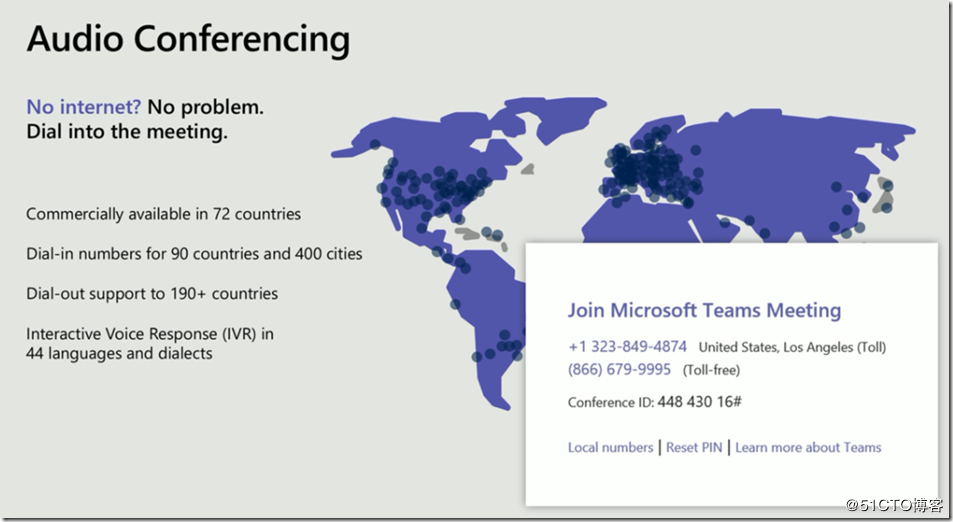 Audio Conferencing
No internet? No problem.
Dial into the meeting.
Commercially available in 72 countries
Dial-in numbers for 90 countries and 400 cities
Dial-out support to 190+ countries
Interactive Voice Response (IVR) in
44 languages and dialects
Join Microsoft Teams Meeting
+1 323-849-4874 United States, Los Angeles (Toll)
(866) 679-9995 (Toll-free)
Conference ID: 448 430 16#
Local numbers | Reset PIN | Learn more about Teams
@51CTO博客